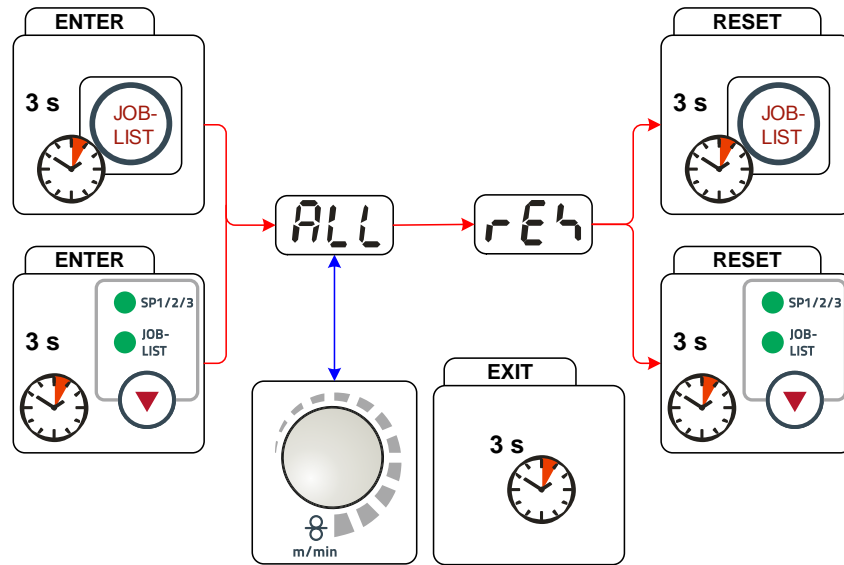 ENTER
3 s
JOB-
LIST
RESET
3 s
JOB-
LIST
ALL
rEh
ENTER
SP1/2/3
JOB-
LIST
3 s
RESET
SP1/2/3
JOB-
LIST
3 s
m/min
EXIT
3 s